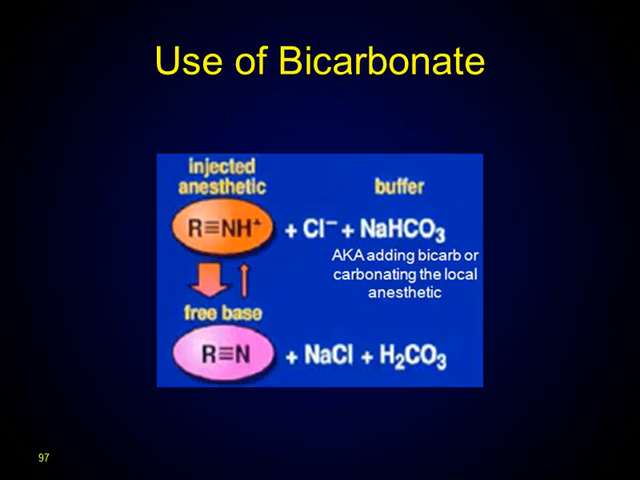 Use of Bicarbonate
injected
anesthetic
buffer
R≡NH⁺ + Cl⁻ + NaHCO₃
AKA adding bicarb or
carbonating the local
anesthetic
free base
R≡N + NaCl + H₂CO₃
97